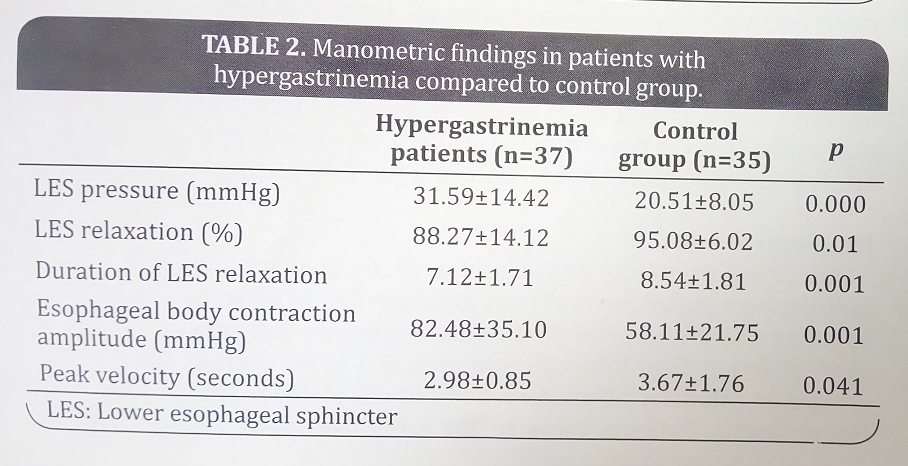 TABLE 2. Manometric findings in patients with
hypergastrinemia compared to control group.
Hypergastrinemia patients (n=37) Control group (n=35) p
LES pressure (mmHg) 31.59±14.42 20.51±8.05 0.000
LES relaxation (%) 88.27±14.12 95.08±6.02 0.01
Duration of LES relaxation 7.12±1.71 8.54±1.81 0.001
Esophageal body contraction
amplitude (mmHg) 82.48±35.10 58.11±21.75 0.001
Peak velocity (seconds) 2.98±0.85 3.67±1.76 0.041
LES: Lower esophageal sphincter